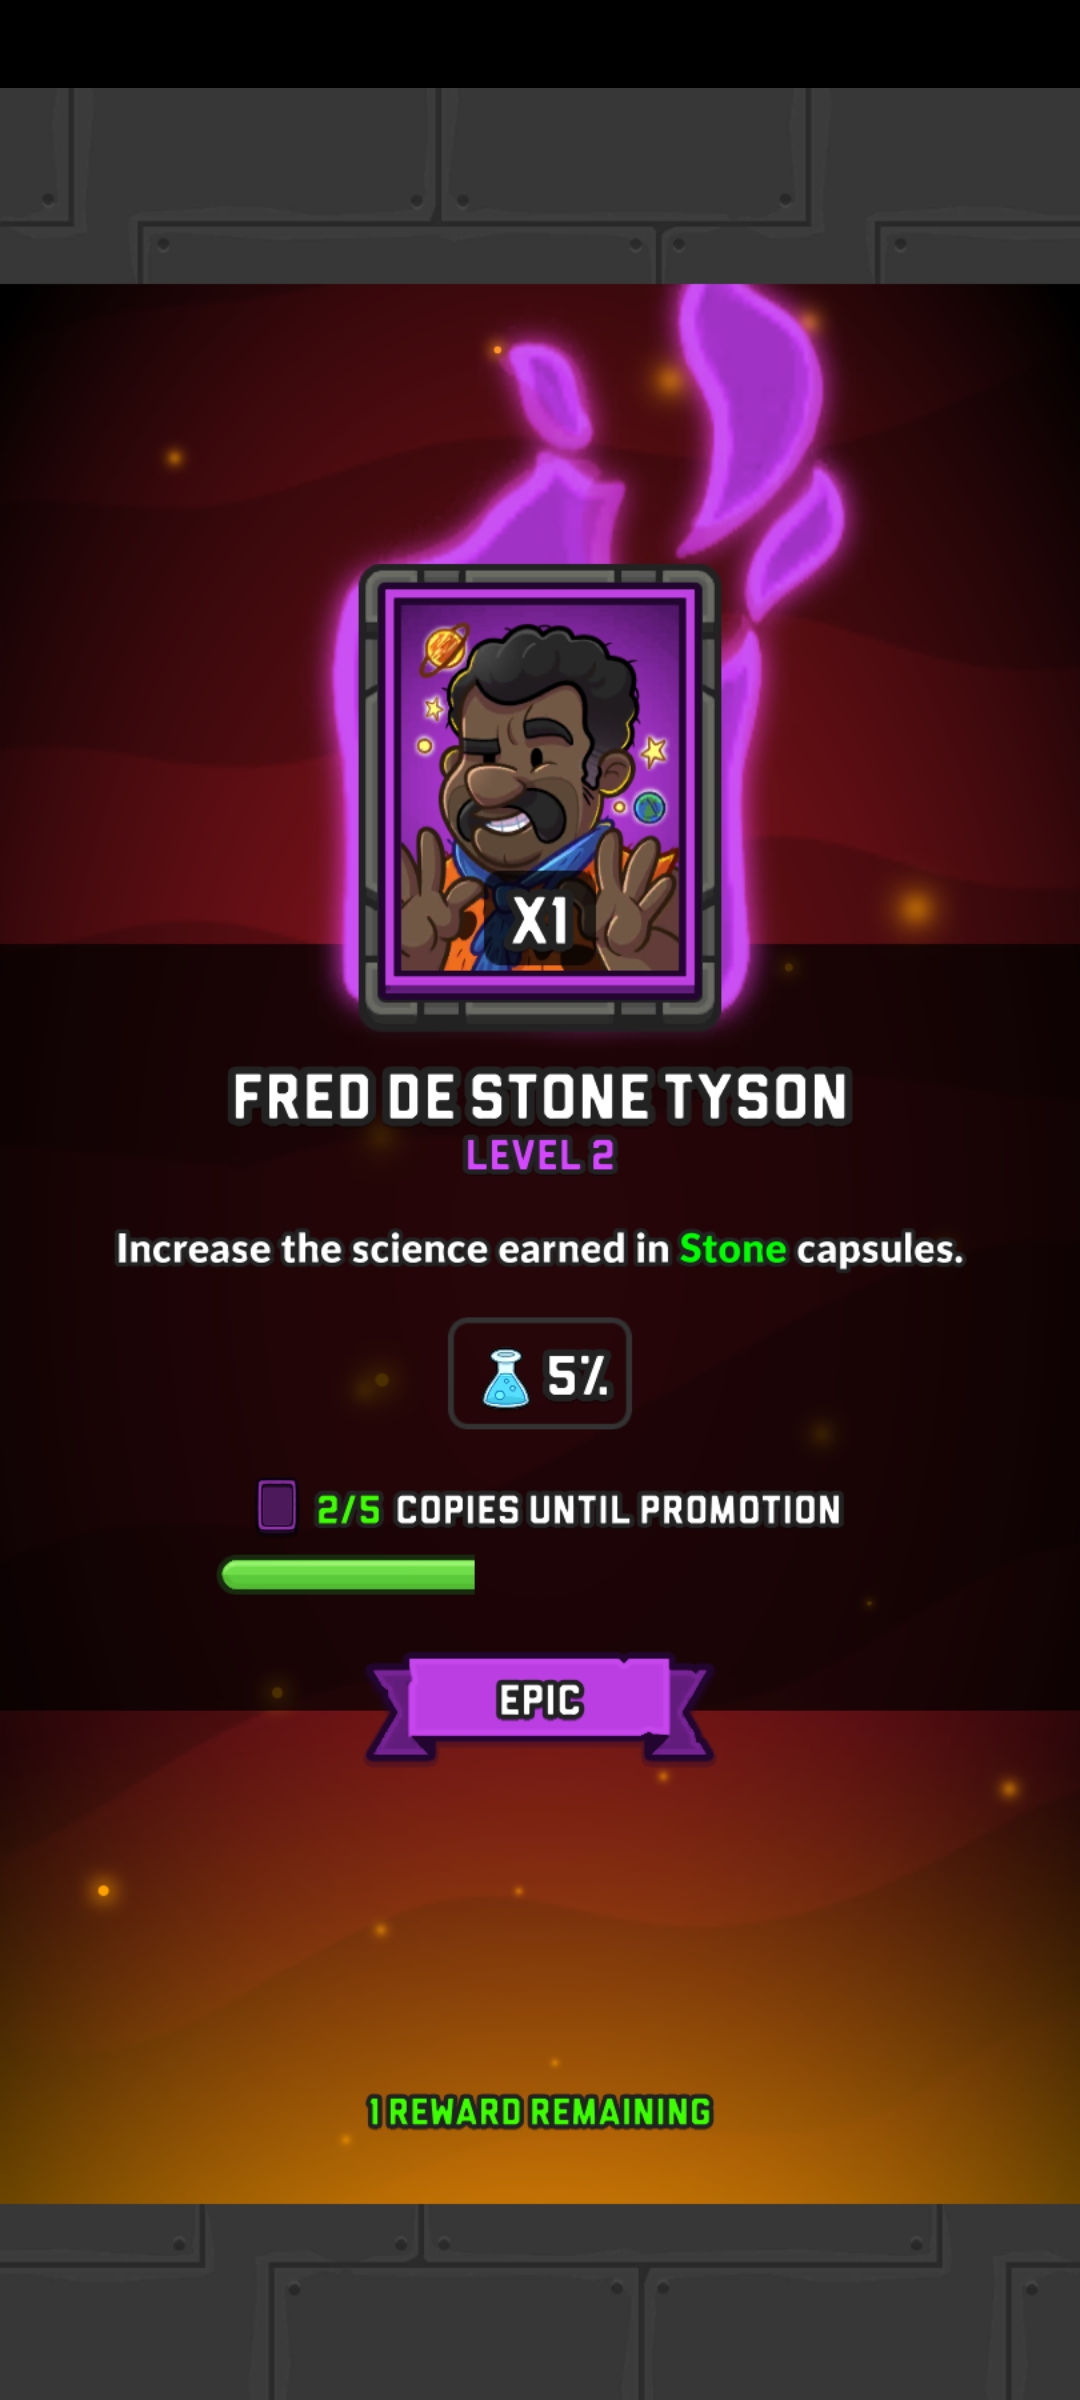 X1
FRED DE STONE TYSON
LEVEL 2
Increase the science earned in Stone capsules.
5%
2/5 COPIES UNTIL PROMOTION
EPIC
1 REWARD REMAINING